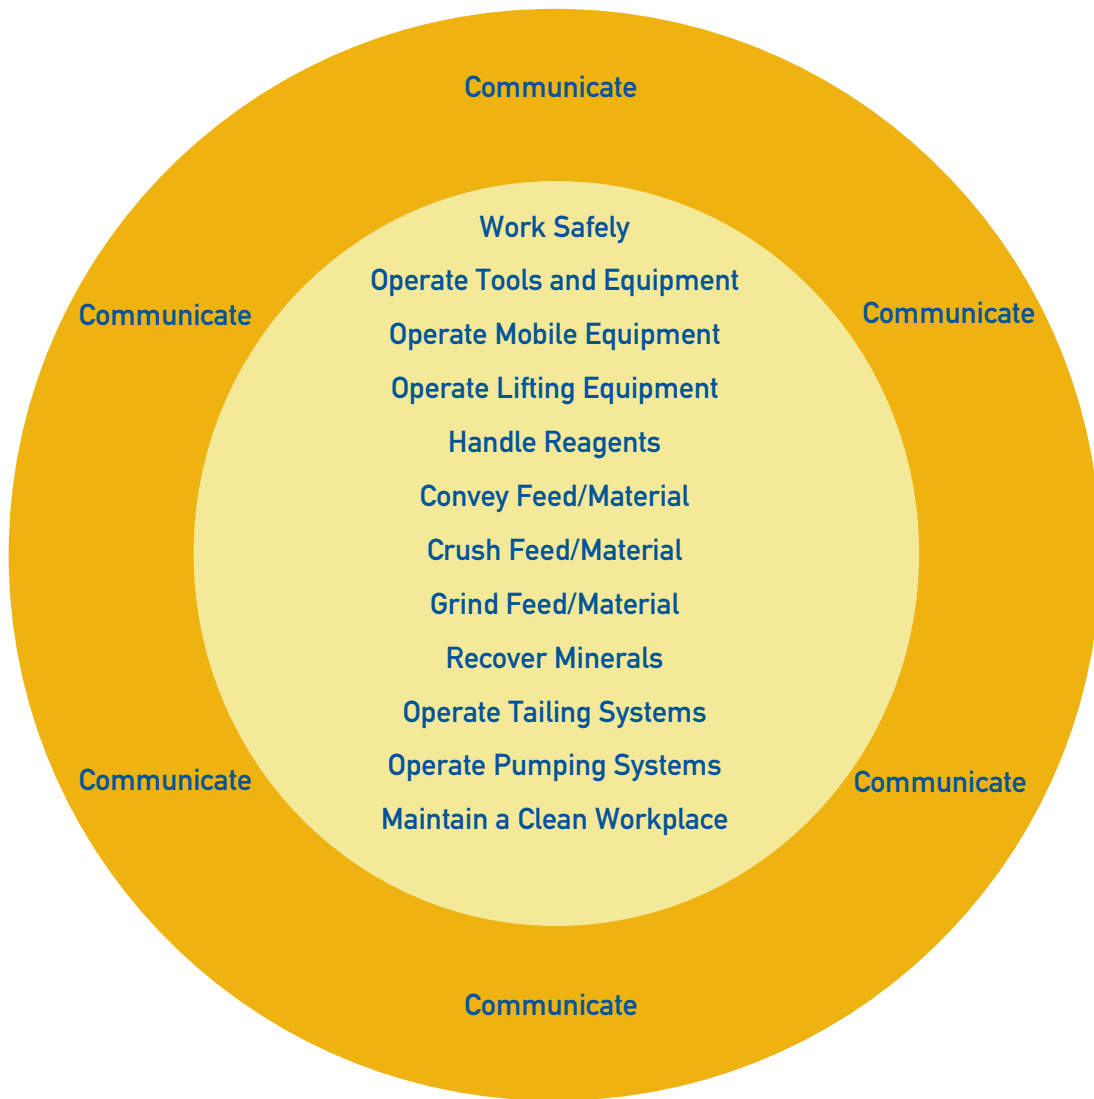 Communicate
Work Safely
Operate Tools and Equipment
Communicate
Communicate
Operate Mobile Equipment
Operate Lifting Equipment
Handle Reagents
Convey Feed/Material
Crush Feed/Material
Grind Feed/Material
Recover Minerals
Operate Tailing Systems
Operate Pumping Systems
Communicate
Communicate
Maintain a Clean Workplace
Communicate